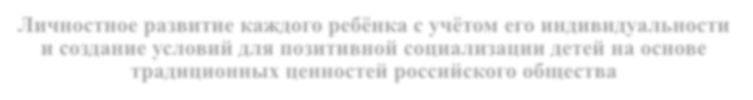 Личностное развитие каждого ребёнка с учётом его индивидуальности
и создание условий для позитивной социализации детей на основе
традиционных ценностей российского общества